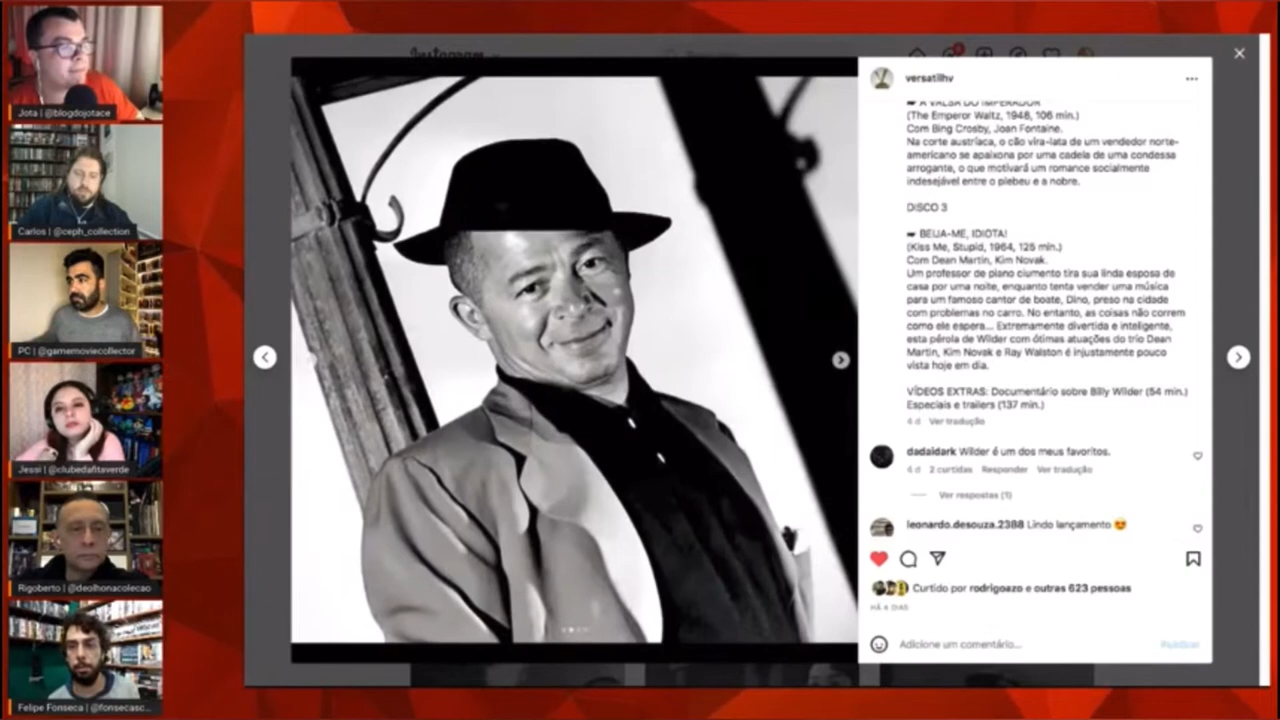 Jota | @blogdojotace
Carlos | @ceph_collection
PC | @gamemoviecollector
Jessi | @clubedafitaverde
Rigoberto | @deolhonacolecao
Felipe Fonseca | @fonsecasc...
Instagram
versatilhv
A VALSA DO IMPERADOR
(The Emperor Waltz, 1948, 106 min.)
Com Bing Crosby, Joan Fontaine.
Na corte austríaca, o cão vira-lata de um vendedor norte-
americano se apaixona por uma cadela de uma condessa
arrogante, o que motivará um romance socialmente
indesejável entre o plebeu e a nobre.
DISCO 3
BEIJA-ME, IDIOTA!
(Kiss Me, Stupid, 1964, 125 min.)
Com Dean Martin, Kim Novak.
Um professor de piano ciumento tira sua linda esposa de
casa por uma noite, enquanto tenta vender uma música
para um famoso cantor de boate, Dino, preso na cidade
com problemas no carro. No entanto, as coisas não correm
como ele espera... Extremamente divertida e inteligente,
esta pérola de Wilder com ótimas atuações do trio Dean
Martin, Kim Novak e Ray Walston é injustamente pouco
vista hoje em dia.
VÍDEOS EXTRAS: Documentário sobre Billy Wilder (54 min.)
Especiais e trailers (137 min.)
4 d Ver tradução
dadaidark Wilder é um dos meus favoritos.
4 d 2 curtidas Responder Ver tradução
Ver respostas (1)
leonardo.desouza.2388 Lindo lançamento 😍
Curtido por rodrigoazo e outras 623 pessoas
HÁ 4 DIAS
Adicione um comentário... Publicar